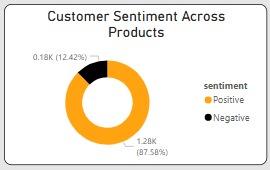 Customer Sentiment Across
Products
0.18K (12.42%)
sentiment
Positive
Negative
1.28K
(87.58%)